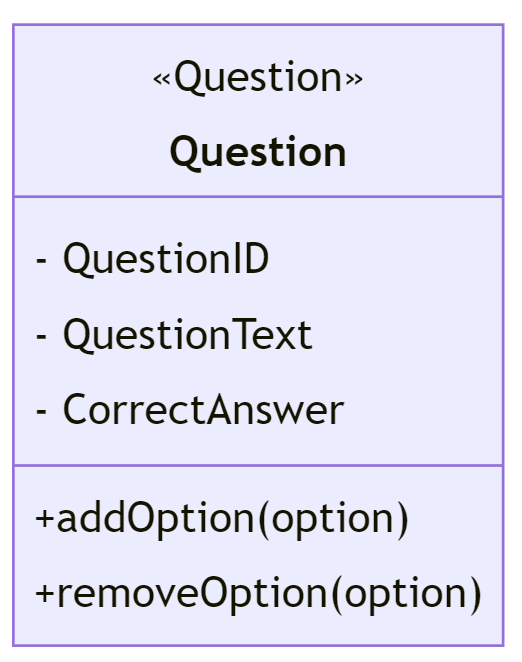 «Question»
Question
- QuestionID
- QuestionText
- CorrectAnswer
+addOption(option)
+removeOption(option)